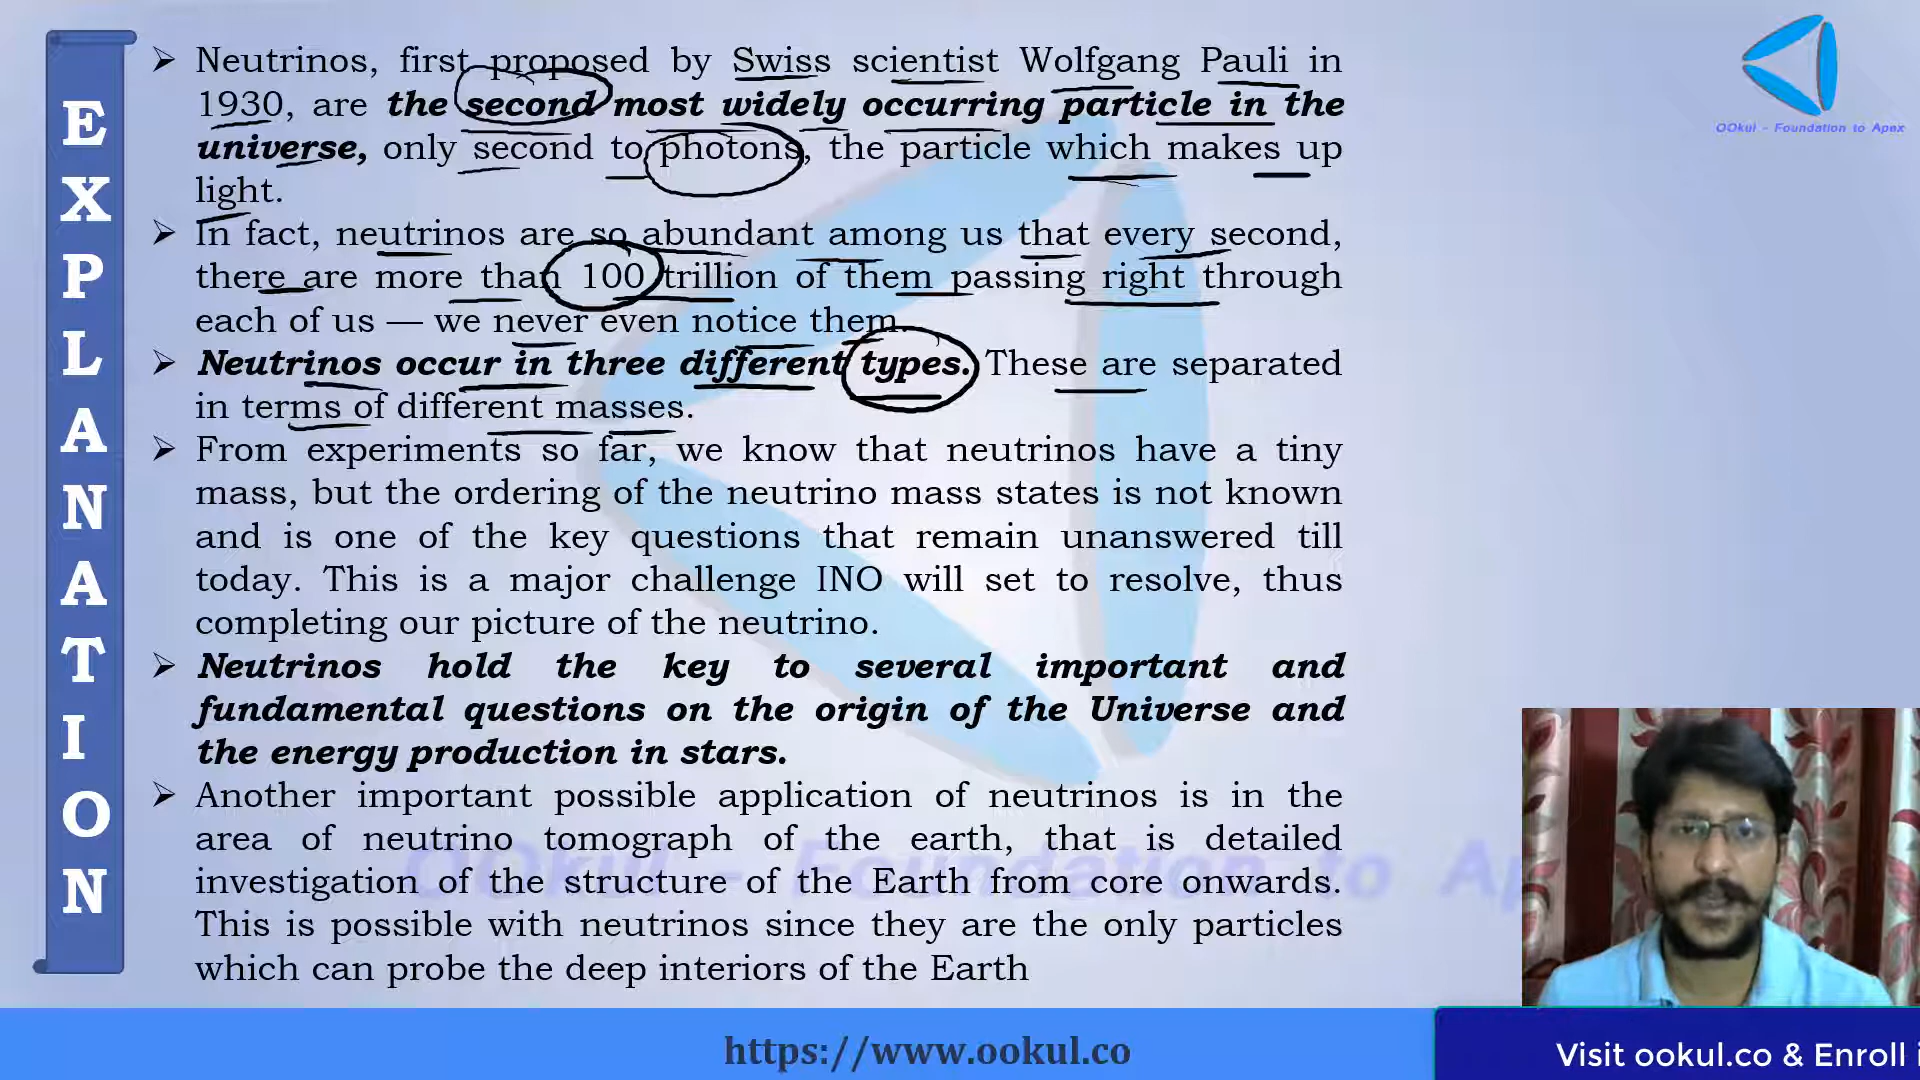 EXPLANATION
Neutrinos, first proposed by Swiss scientist Wolfgang Pauli in
1930, are the second most widely occurring particle in the
universe, only second to photons, the particle which makes up
light.
In fact, neutrinos are so abundant among us that every second,
there are more than 100 trillion of them passing right through
each of us — we never even notice them.
Neutrinos occur in three different types. These are separated
in terms of different masses.
From experiments so far, we know that neutrinos have a tiny
mass, but the ordering of the neutrino mass states is not known
and is one of the key questions that remain unanswered till
today. This is a major challenge INO will set to resolve, thus
completing our picture of the neutrino.
Neutrinos hold the key to several important and
fundamental questions on the origin of the Universe and
the energy production in stars.
Another important possible application of neutrinos is in the
area of neutrino tomograph of the earth, that is detailed
investigation of the structure of the Earth from core onwards.
This is possible with neutrinos since they are the only particles
which can probe the deep interiors of the Earth
OOkul - Foundation to Apex
OOkul - Foundation to Ap
https://www.ookul.co
Visit ookul.co & Enroll i